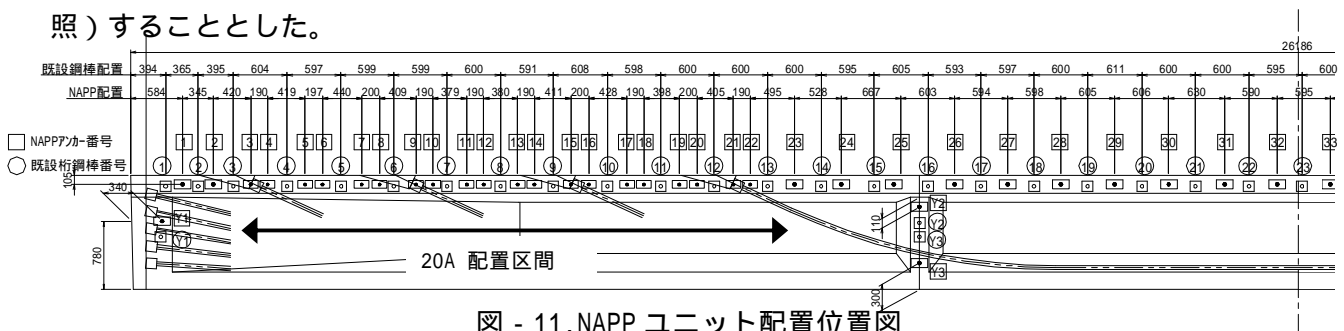 照）することとした。
26186
既設鋼棒配置 394 365 395 604 597 599 599 600 591 608 598 600 600 600 595 605 593 597 600 611 600 600 595 600
NAPP配置 584 345 420 190 419 197 440 200 409 190 379 190 380 190 411 200 428 190 398 200 405 190 495 528 667 603 594 598 605 606 630 590 595
□ NAPPアンカー番号 1 2 3 4 5 6 7 8 9 10 11 12 13 14 15 16 17 18 19 20 21 22 23 24 25 26 27 28 29 30 31 32 33
○ 既設桁鋼棒番号 1 2 3 4 5 6 7 8 9 10 11 12 13 14 15 16 17 18 19 20 21 22 23
105
340
Y1 Y2
110 Y2
Y1 Y3
780
20A 配置区間
Y3
300
図 - 11.NAPP ユニット配置位置図